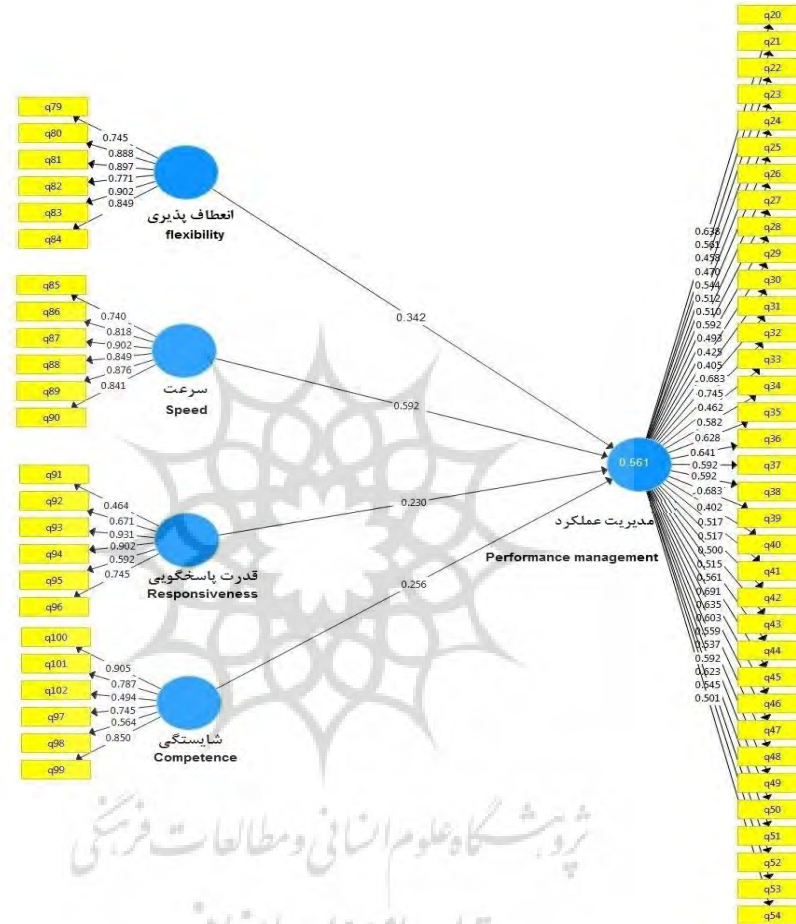 q79
q80
q81
q82
q83
q84
0.745
0.888
0.897
0.771
0.902
0.849
انعطاف پذیری
flexibility
q85
q86
q87
q88
q89
q90
0.740
0.818
0.902
0.849
0.876
0.841
سرعت
Speed
q91
q92
q93
q94
q95
q96
0.464
0.671
0.931
0.902
0.592
0.745
قدرت پاسخگویی
Responsiveness
q100
q101
q102
q97
q98
q99
0.905
0.787
0.494
0.745
0.564
0.850
شایستگی
Competence
0.342
0.592
0.230
0.256
0.561
مدیریت عملکرد
Performance management
0.638
0.561
0.458
0.470
0.544
0.512
0.510
0.592
0.493
0.425
0.405
0.683
0.745
0.462
0.582
0.628
0.641
0.592
0.592
0.683
0.402
0.517
0.517
0.500
0.515
0.561
0.691
0.635
0.603
0.559
0.537
0.592
0.623
0.545
0.501
q20
q21
q22
q23
q24
q25
q26
q27
q28
q29
q30
q31
q32
q33
q34
q35
q36
q37
q38
q39
q40
q41
q42
q43
q44
q45
q46
q47
q48
q49
q50
q51
q52
q53
q54
پژوهشگاه علوم انسانی و مطالعات فرهنگی